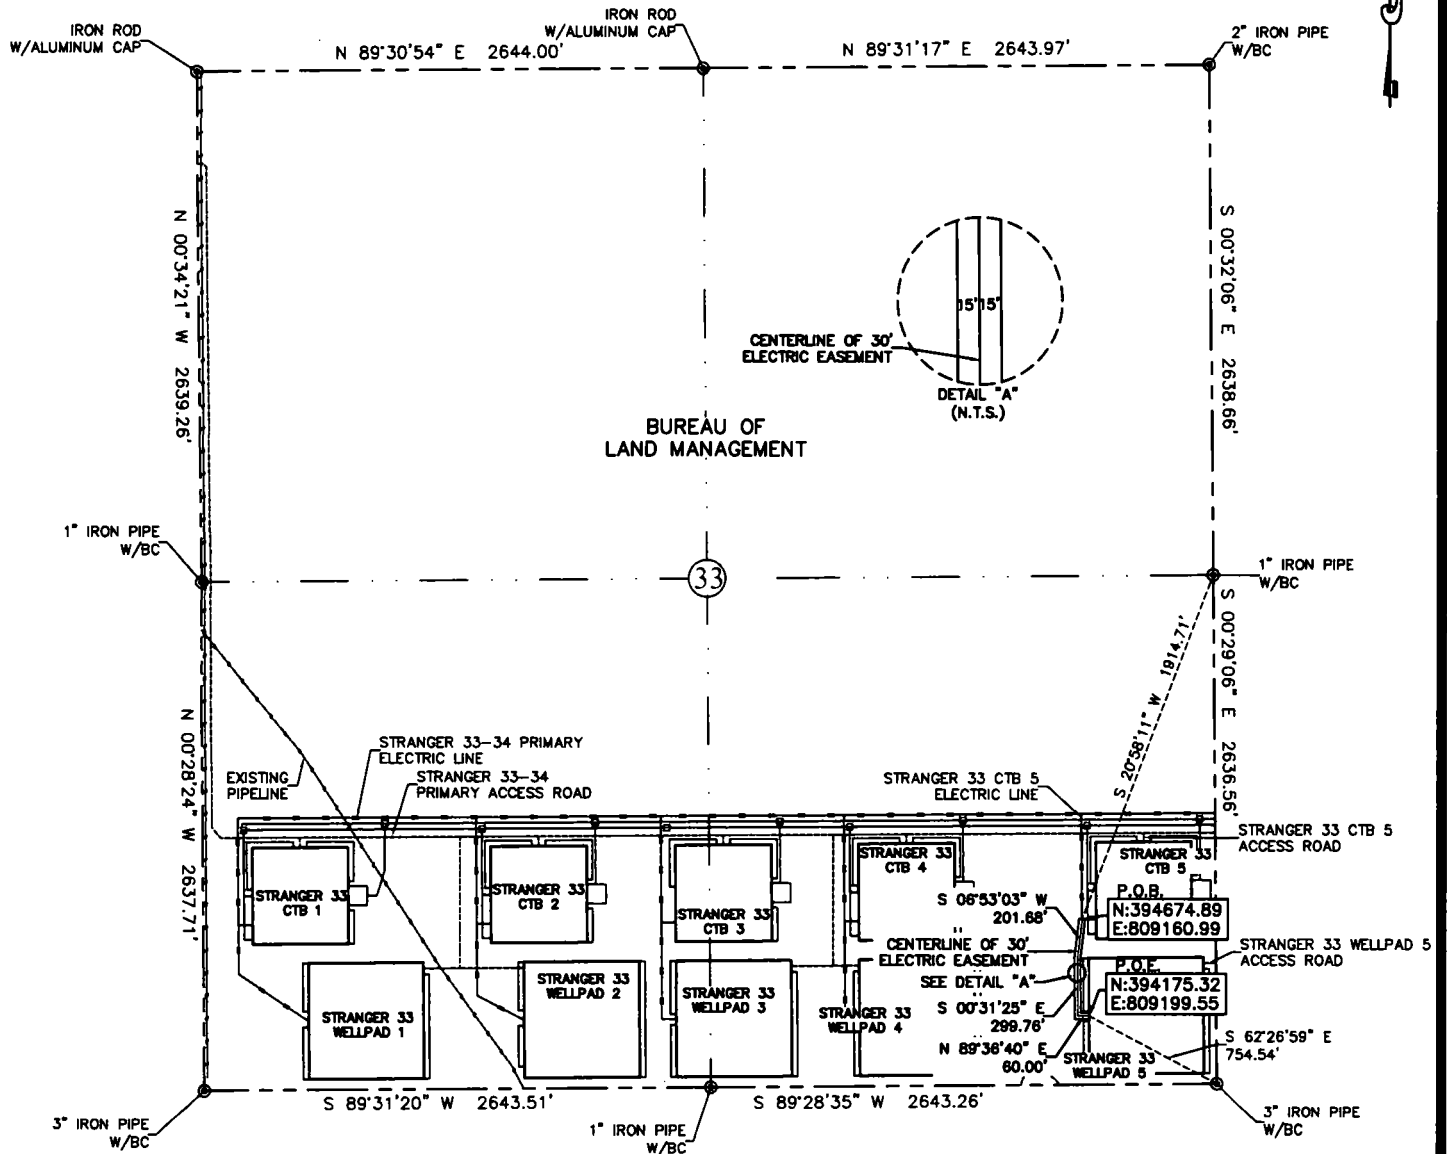 IRON ROD
W/ALUMINUM CAP
IRON ROD
W/ALUMINUM CAP
2" IRON PIPE
W/BC
N 89°30'54" E 2644.00'
N 89°31'17" E 2643.97'
N 00°34'21" W 2639.26'
S 00°32'06" E 2638.66'
15'
15'
CENTERLINE OF 30'
ELECTRIC EASEMENT
DETAIL "A"
(N.T.S.)
BUREAU OF
LAND MANAGEMENT
1" IRON PIPE
W/BC
33
1" IRON PIPE
W/BC
S 20°58'11" W 1914.71'
S 00°29'06" E 2636.56'
N 00°28'24" W 2637.71'
STRANGER 33-34 PRIMARY
ELECTRIC LINE
EXISTING
PIPELINE
STRANGER 33-34
PRIMARY ACCESS ROAD
STRANGER 33 CTB 5
ELECTRIC LINE
STRANGER 33 CTB 5
ACCESS ROAD
STRANGER 33
CTB 1
STRANGER 33
CTB 2
STRANGER 33
CTB 3
STRANGER 33
CTB 4
STRANGER 33
CTB 5
S 06°53'03" W
201.68'
P.O.B.
N:394674.89
E:809160.99
CENTERLINE OF 30'
ELECTRIC EASEMENT
SEE DETAIL "A"
STRANGER 33 WELLPAD 5
ACCESS ROAD
P.O.E.
N:394175.32
E:809199.55
S 00°31'25" E
299.76'
N 89°36'40" E
60.00'
S 62°26'59" E
754.54'
STRANGER 33
WELLPAD 1
STRANGER 33
WELLPAD 2
STRANGER 33
WELLPAD 3
STRANGER 33
WELLPAD 4
STRANGER 33
WELLPAD 5
S 89°31'20" W 2643.51'
S 89°28'35" W 2643.26'
3" IRON PIPE
W/BC
1" IRON PIPE
W/BC
3" IRON PIPE
W/BC